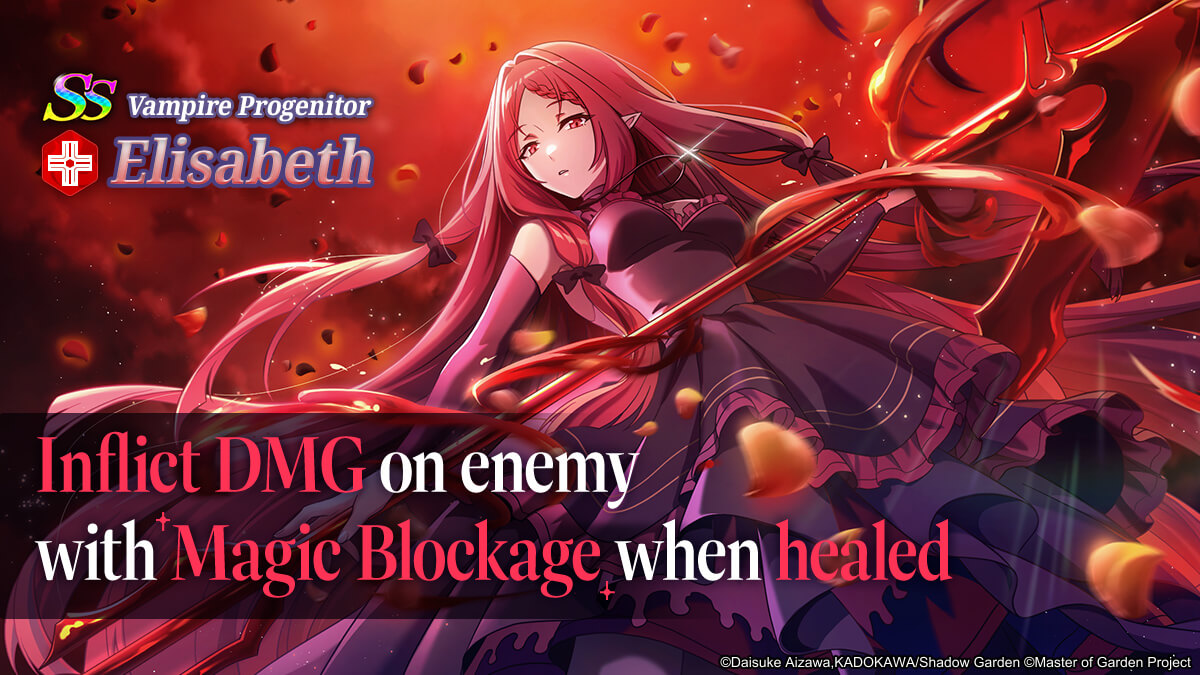 SS Vampire Progenitor
Elisabeth
Inflict DMG on enemy
with Magic Blockage when healed
©Daisuke Aizawa,KADOKAWA/Shadow Garden ©Master of Garden Project